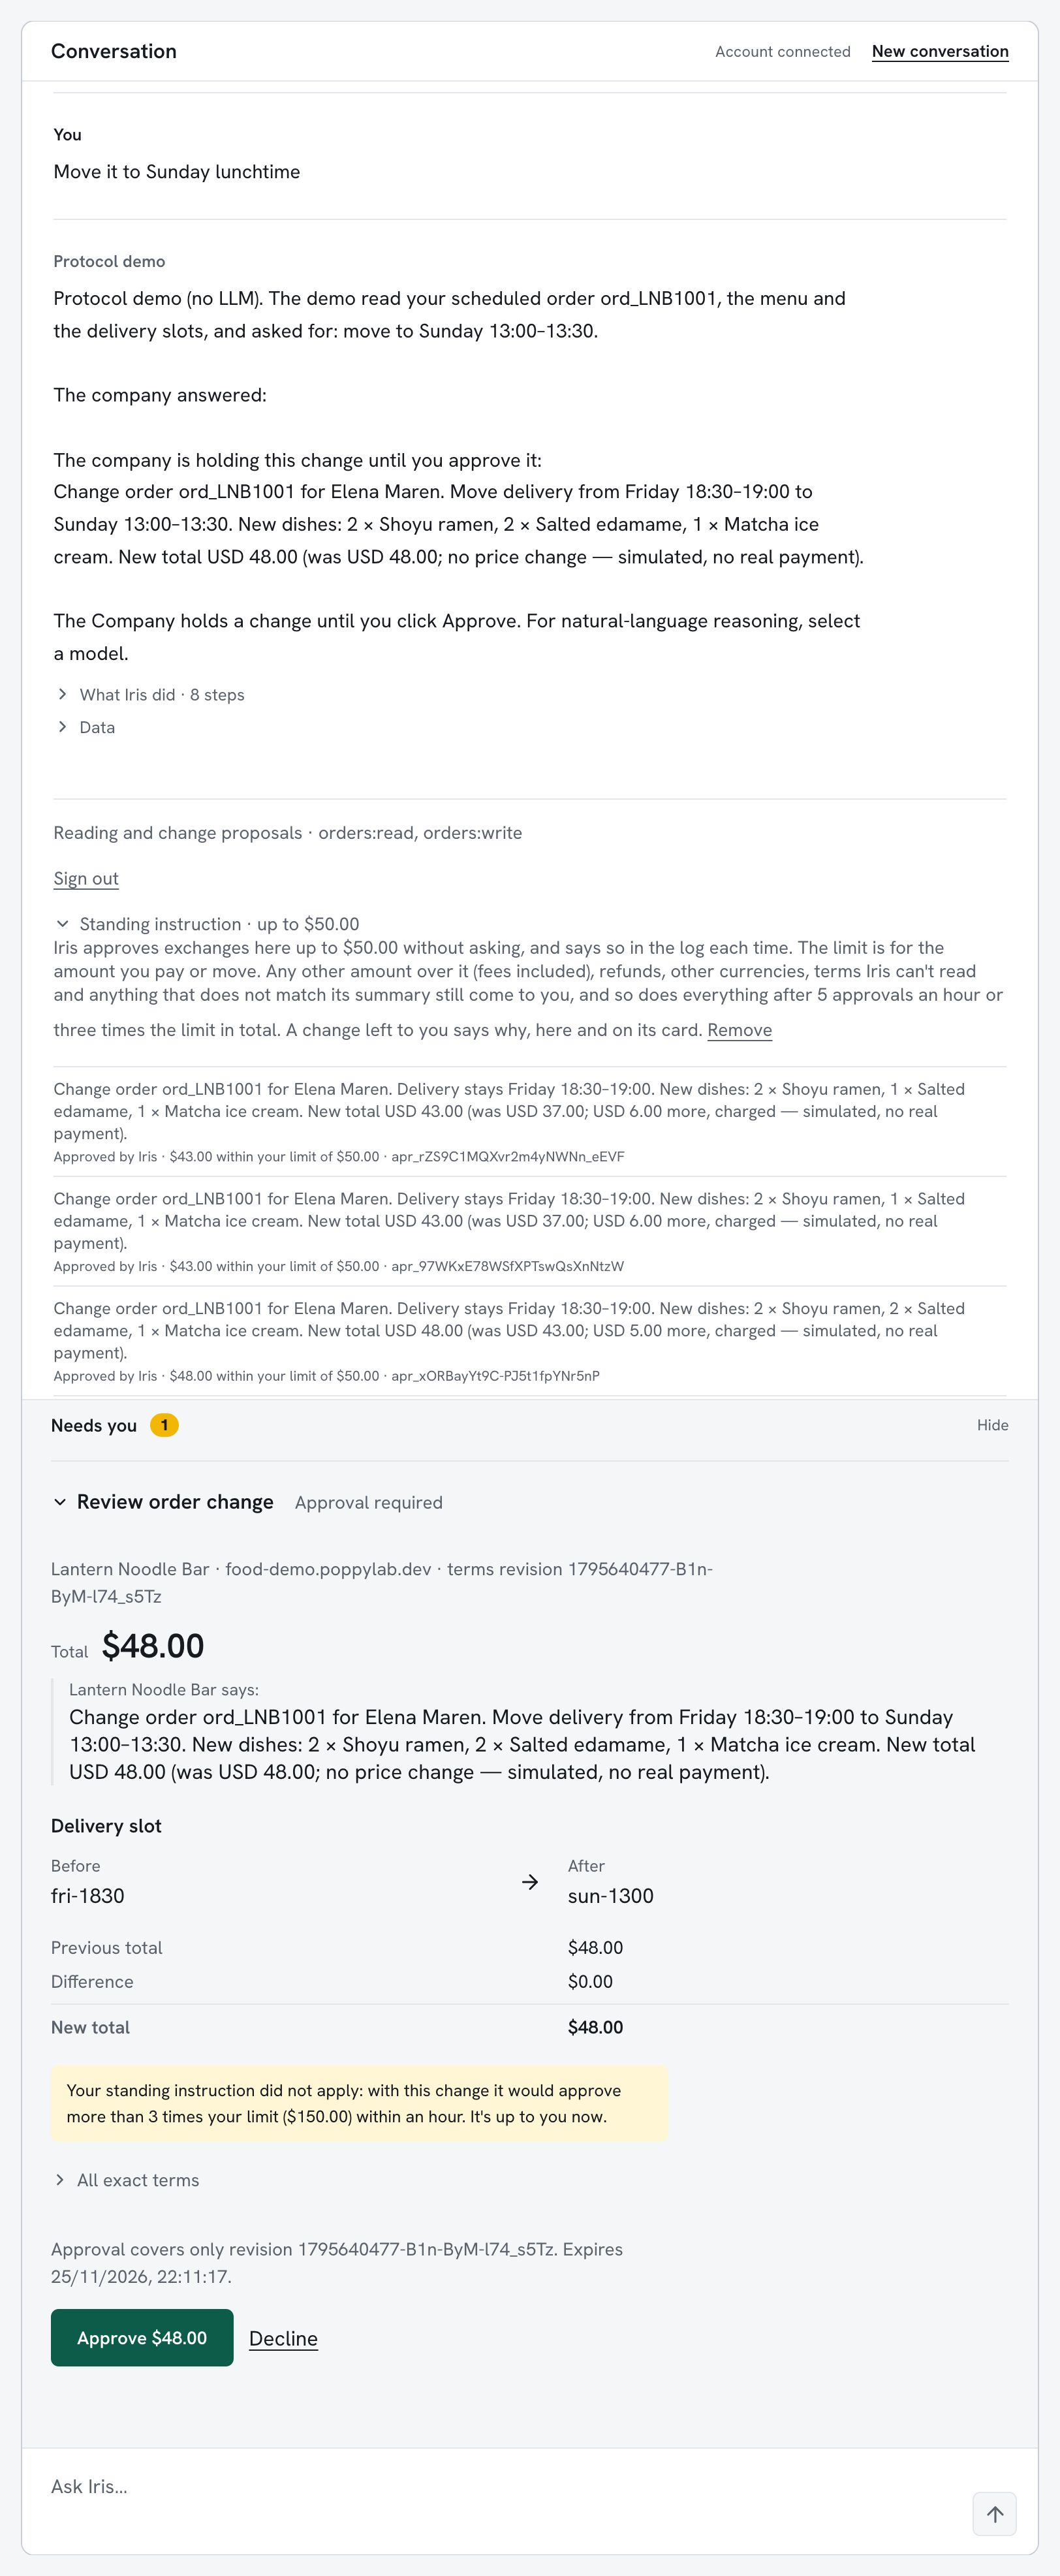 Conversation
Account connected
New conversation
You
Move it to Sunday lunchtime
Protocol demo
Protocol demo (no LLM). The demo read your scheduled order ord_LNB1001, the menu and
the delivery slots, and asked for: move to Sunday 13:00–13:30.
The company answered:
The company is holding this change until you approve it:
Change order ord_LNB1001 for Elena Maren. Move delivery from Friday 18:30–19:00 to
Sunday 13:00–13:30. New dishes: 2 × Shoyu ramen, 2 × Salted edamame, 1 × Matcha ice
cream. New total USD 48.00 (was USD 48.00; no price change — simulated, no real payment).
The Company holds a change until you click Approve. For natural-language reasoning, select
a model.
What Iris did · 8 steps
Data
Reading and change proposals · orders:read, orders:write
Sign out
Standing instruction · up to $50.00
Iris approves exchanges here up to $50.00 without asking, and says so in the log each time. The limit is for the
amount you pay or move. Any other amount over it (fees included), refunds, other currencies, terms Iris can't read
and anything that does not match its summary still come to you, and so does everything after 5 approvals an hour or
three times the limit in total. A change left to you says why, here and on its card. Remove
Change order ord_LNB1001 for Elena Maren. Delivery stays Friday 18:30–19:00. New dishes: 2 × Shoyu ramen, 1 × Salted
edamame, 1 × Matcha ice cream. New total USD 43.00 (was USD 37.00; USD 6.00 more, charged — simulated, no real
payment).
Approved by Iris · $43.00 within your limit of $50.00 · apr_rZS9C1MQXvr2m4yNWNn_eEVF
Change order ord_LNB1001 for Elena Maren. Delivery stays Friday 18:30–19:00. New dishes: 2 × Shoyu ramen, 1 × Salted
edamame, 1 × Matcha ice cream. New total USD 43.00 (was USD 37.00; USD 6.00 more, charged — simulated, no real
payment).
Approved by Iris · $43.00 within your limit of $50.00 · apr_97WKxE78WSfXPTswQsXnNtzW
Change order ord_LNB1001 for Elena Maren. Delivery stays Friday 18:30–19:00. New dishes: 2 × Shoyu ramen, 2 × Salted
edamame, 1 × Matcha ice cream. New total USD 48.00 (was USD 43.00; USD 5.00 more, charged — simulated, no real
payment).
Approved by Iris · $48.00 within your limit of $50.00 · apr_xORBayYt9C-PJ5t1fpYNr5nP
Needs you 1
Hide
Review order change Approval required
Lantern Noodle Bar · food-demo.poppylab.dev · terms revision 1795640477-B1n-
ByM-l74_s5Tz
Total $48.00
Lantern Noodle Bar says:
Change order ord_LNB1001 for Elena Maren. Move delivery from Friday 18:30–19:00 to Sunday
13:00–13:30. New dishes: 2 × Shoyu ramen, 2 × Salted edamame, 1 × Matcha ice cream. New total
USD 48.00 (was USD 48.00; no price change — simulated, no real payment).
Delivery slot
Before
fri-1830
After
sun-1300
Previous total $48.00
Difference $0.00
New total $48.00
Your standing instruction did not apply: with this change it would approve
more than 3 times your limit ($150.00) within an hour. It's up to you now.
All exact terms
Approval covers only revision 1795640477-B1n-ByM-l74_s5Tz. Expires
25/11/2026, 22:11:17.
Approve $48.00
Decline
Ask Iris…